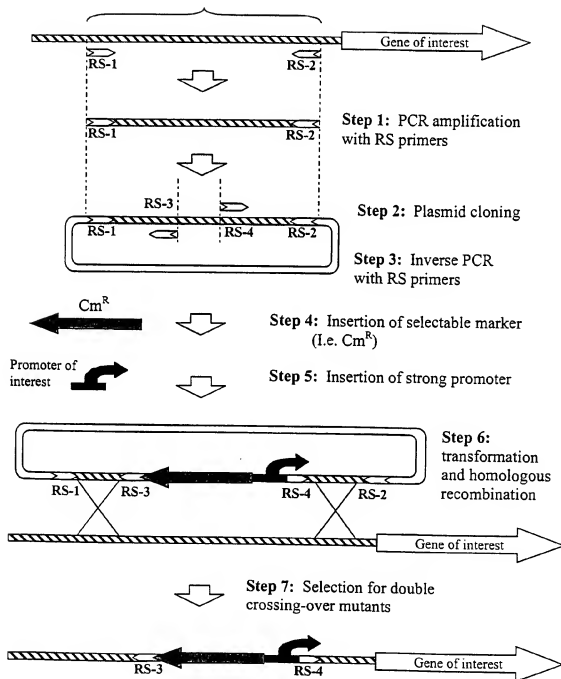 Gene of interest
RS-1 RS-2
RS-1 RS-2
Step 1: PCR amplification
with RS primers
RS-3
RS-1 RS-4 RS-2
Step 2: Plasmid cloning
Step 3: Inverse PCR
with RS primers
CmR
Step 4: Insertion of selectable marker
(I.e. CmR)
Promoter of
interest
Step 5: Insertion of strong promoter
Step 6:
transformation
and homologous
recombination
RS-1 RS-3 RS-4 RS-2
Gene of interest
Step 7: Selection for double
crossing-over mutants
RS-3 RS-4
Gene of interest